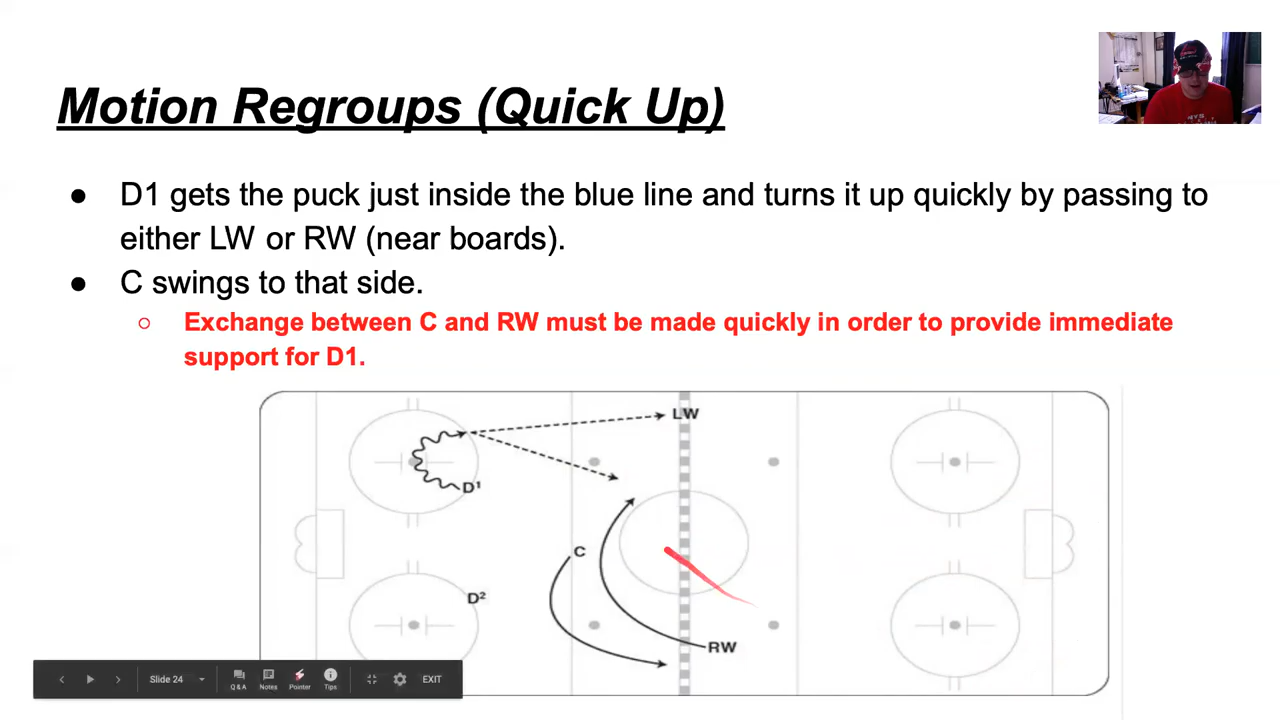 Motion Regroups (Quick Up)
● D1 gets the puck just inside the blue line and turns it up quickly by passing to
either LW or RW (near boards).
● C swings to that side.
○ Exchange between C and RW must be made quickly in order to provide immediate
support for D1.
LW
D¹
C
D²
RW
Slide 24
Q&A
Notes
Pointer
Tips
EXIT